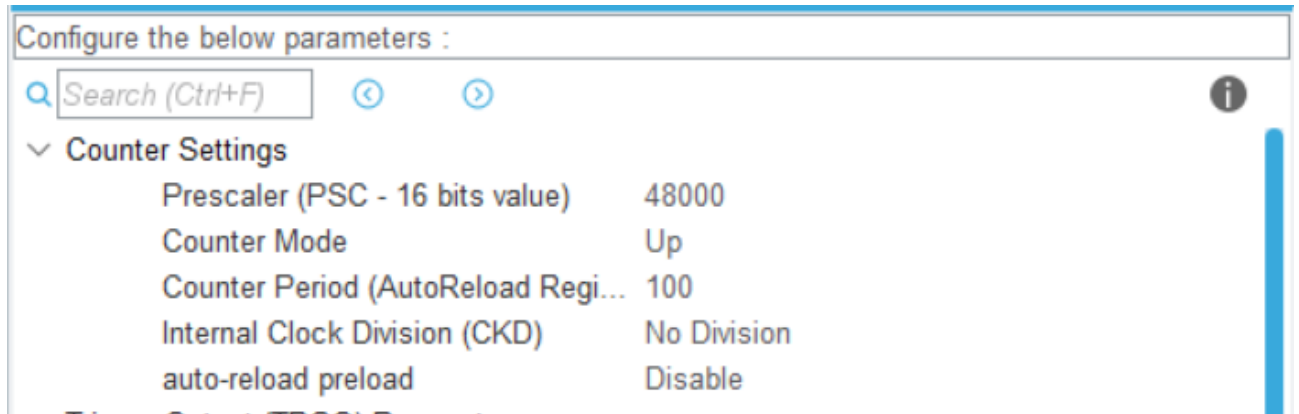 Configure the below parameters :
Search (Ctrl+F)
Counter Settings
Prescaler (PSC - 16 bits value) 48000
Counter Mode Up
Counter Period (AutoReload Regi... 100
Internal Clock Division (CKD) No Division
auto-reload preload Disable